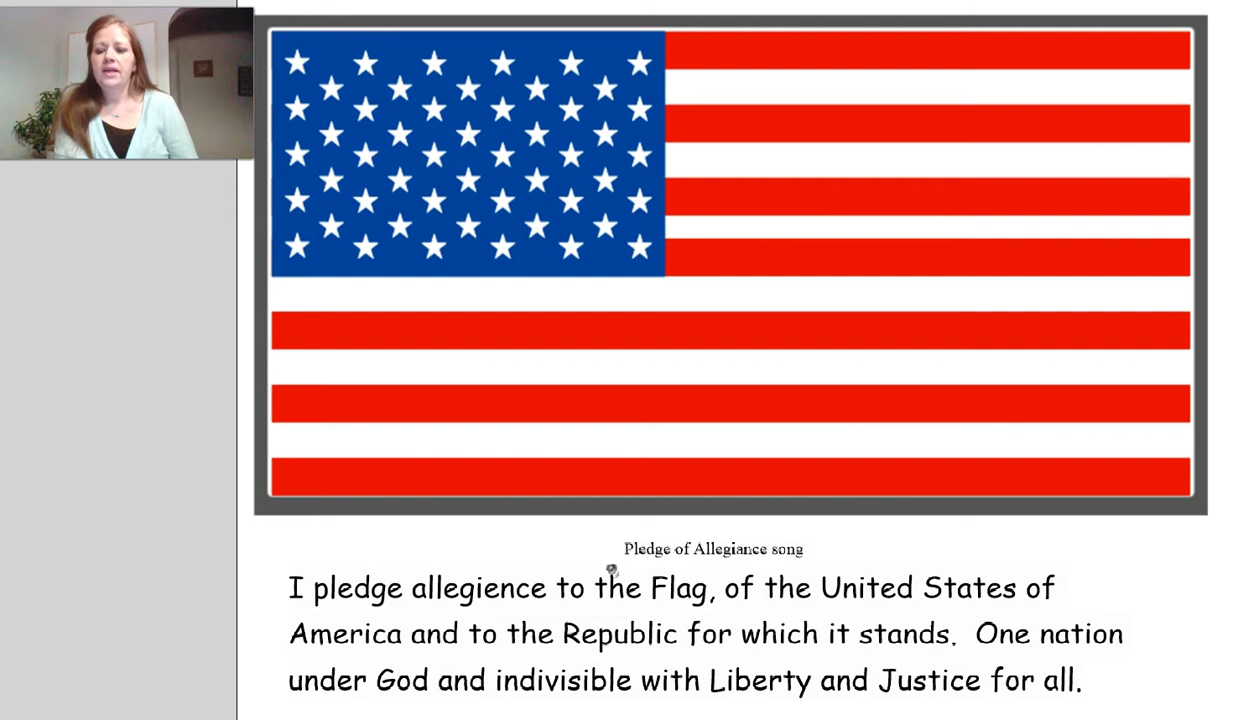 Pledge of Allegiance song
I pledge allegience to the Flag, of the United States of
America and to the Republic for which it stands. One nation
under God and indivisible with Liberty and Justice for all.